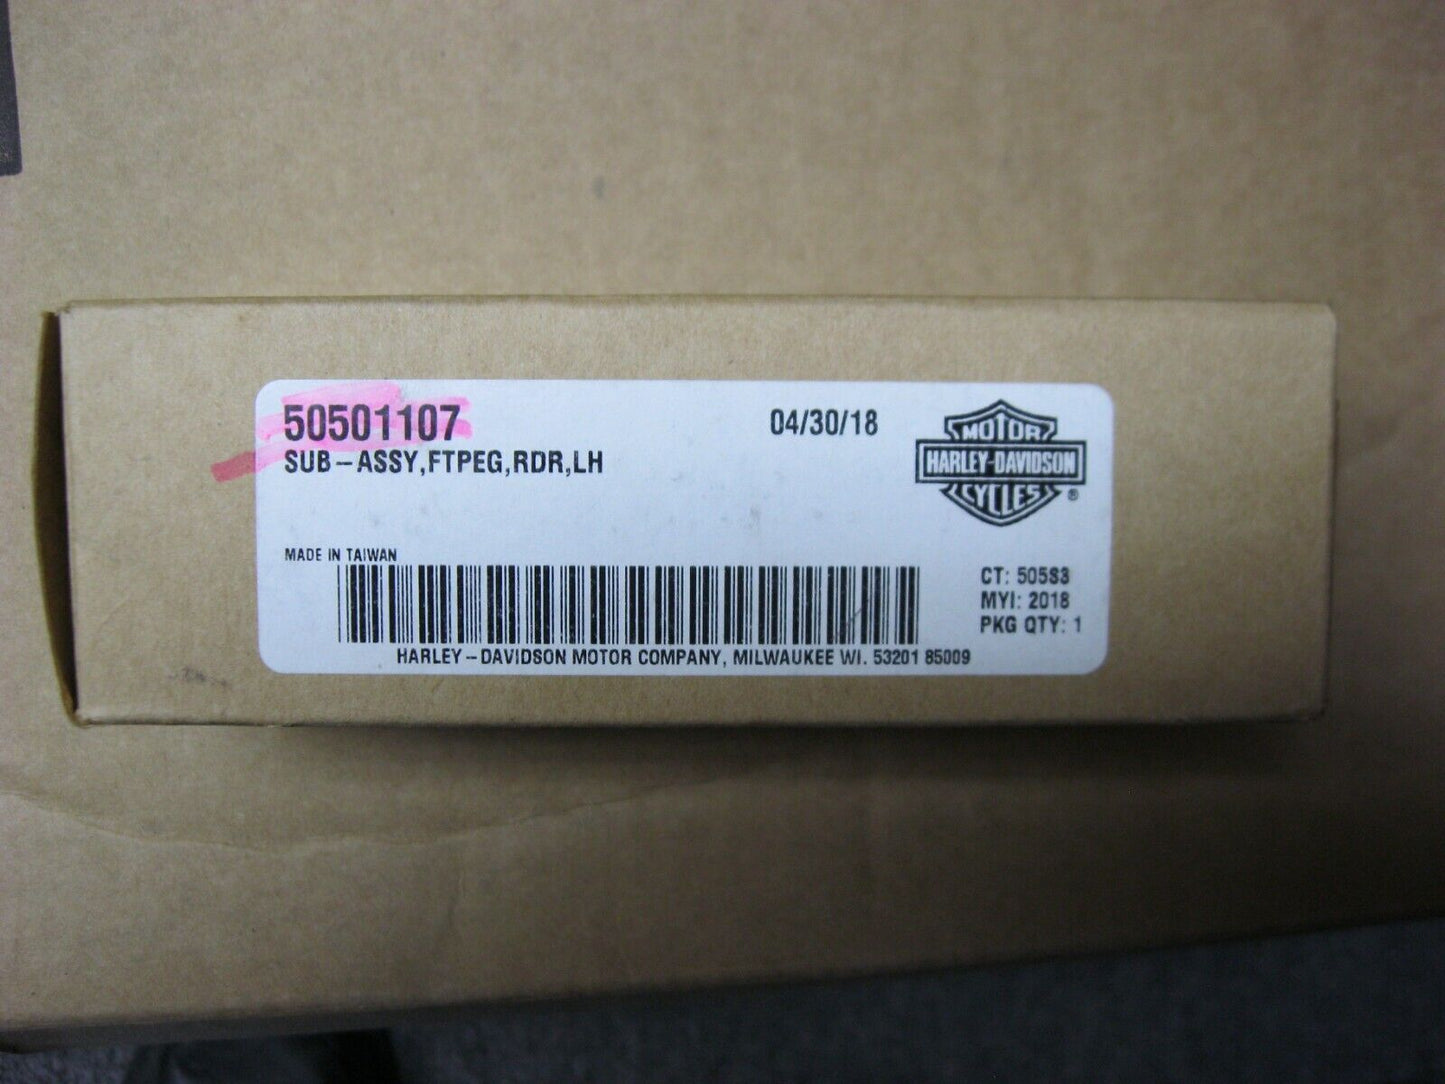 50501107
04/30/18
SUB-ASSY,FTPEG,RDR,LH
MOTOR
HARLEY-DAVIDSON
CYCLES
®
MADE IN TAIWAN
CT: 505S3
MYI: 2018
PKG QTY: 1
HARLEY-DAVIDSON MOTOR COMPANY, MILWAUKEE WI. 53201 85009